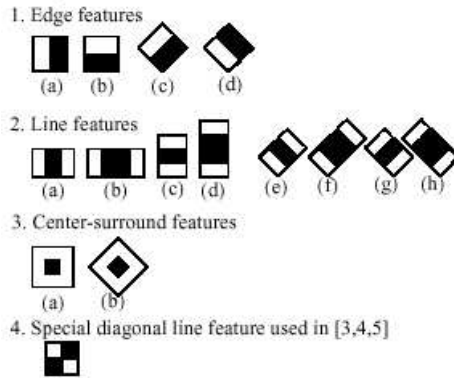 1. Edge features
(a) (b) (c) (d)
2. Line features
(a) (b) (c) (d) (e) (f) (g) (h)
3. Center-surround features
(a) (b)
4. Special diagonal line feature used in [3,4,5]